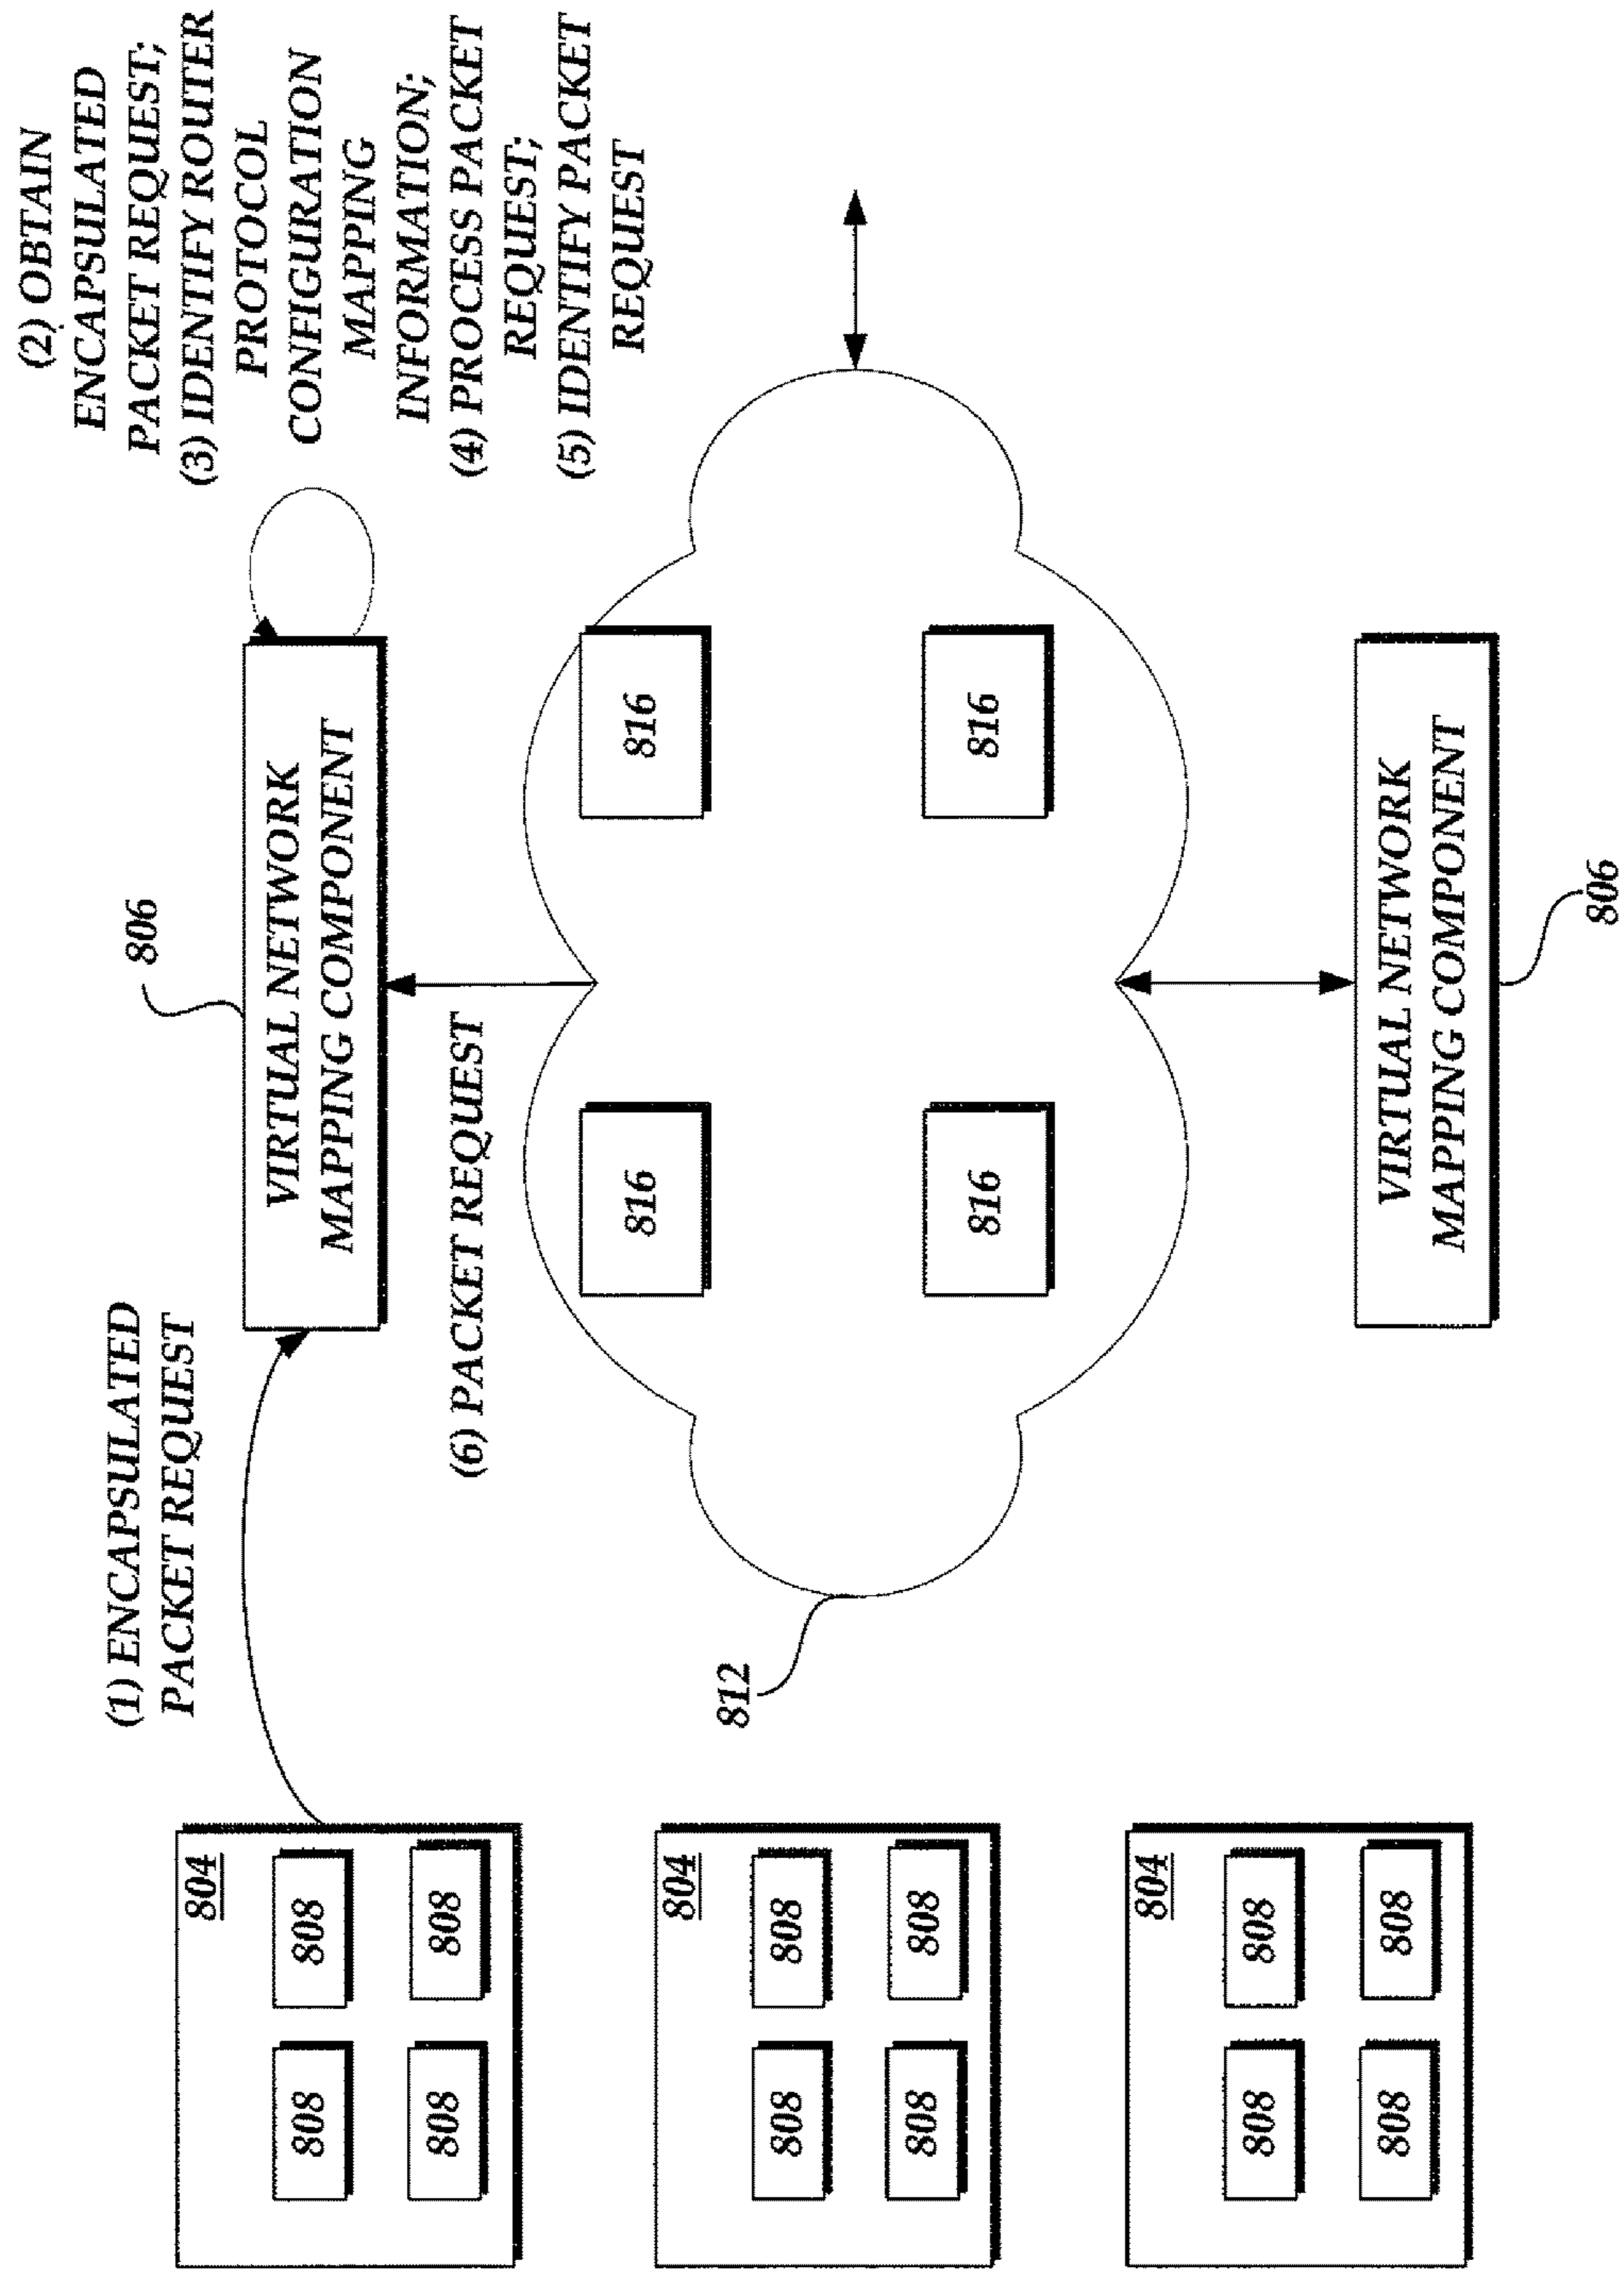 (1) ENCAPSULATED
PACKET REQUEST
806
(2) OBTAIN
ENCAPSULATED
PACKET REQUEST;
(3) IDENTIFY ROUTER
PROTOCOL
CONFIGURATION
MAPPING
INFORMATION;
(4) PROCESS PACKET
REQUEST;
(5) IDENTIFY PACKET
REQUEST
VIRTUAL NETWORK
MAPPING COMPONENT
(6) PACKET REQUEST
804
808
808
808
808
804
808
808
808
808
804
808
808
808
808
812
816
816
816
816
VIRTUAL NETWORK
MAPPING COMPONENT
806